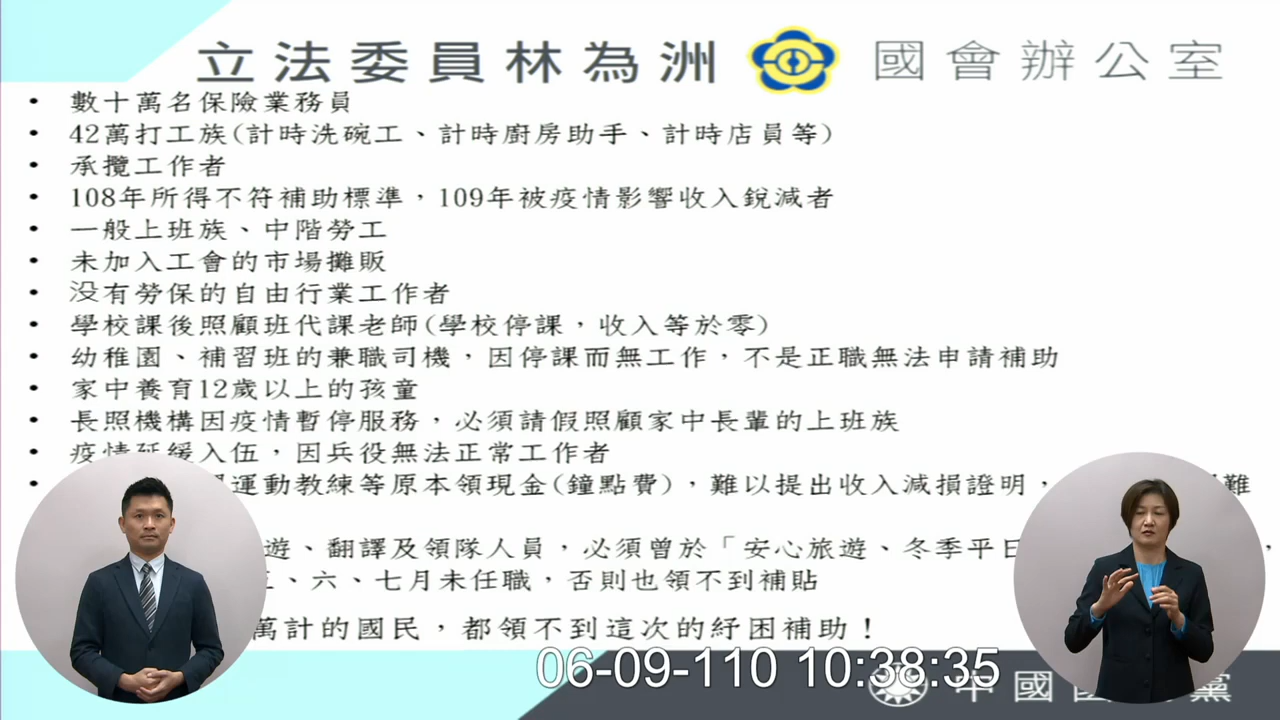 立法委員林為洲 國會辦公室
• 數十萬名保險業務員
• 42萬打工族(計時洗碗工、計時廚房助手、計時店員等)
• 承攬工作者
• 108年所得不符補助標準，109年被疫情影響收入銳減者
• 一般上班族、中階勞工
• 未加入工會的市場攤販
• 沒有勞保的自由行業工作者
• 學校課後照顧班代課老師(學校停課，收入等於零)
• 幼稚園、補習班的兼職司機，因停課而無工作，不是正職無法申請補助
• 家中養育12歲以上的孩童
• 長照機構因疫情暫停服務，必須請假照顧家中長輩的上班族
• 疫情延緩入伍，因兵役無法正常工作者
• 運動教練等原本領現金(鐘點費)，難以提出收入減損證明， 難
遊、翻譯及領隊人員，必須曾於「安心旅遊、冬季平日
、六、七月未任職，否則也領不到補貼
萬計的國民，都領不到這次的紓困補助！
06-09-110 10:38:35
中國 黨